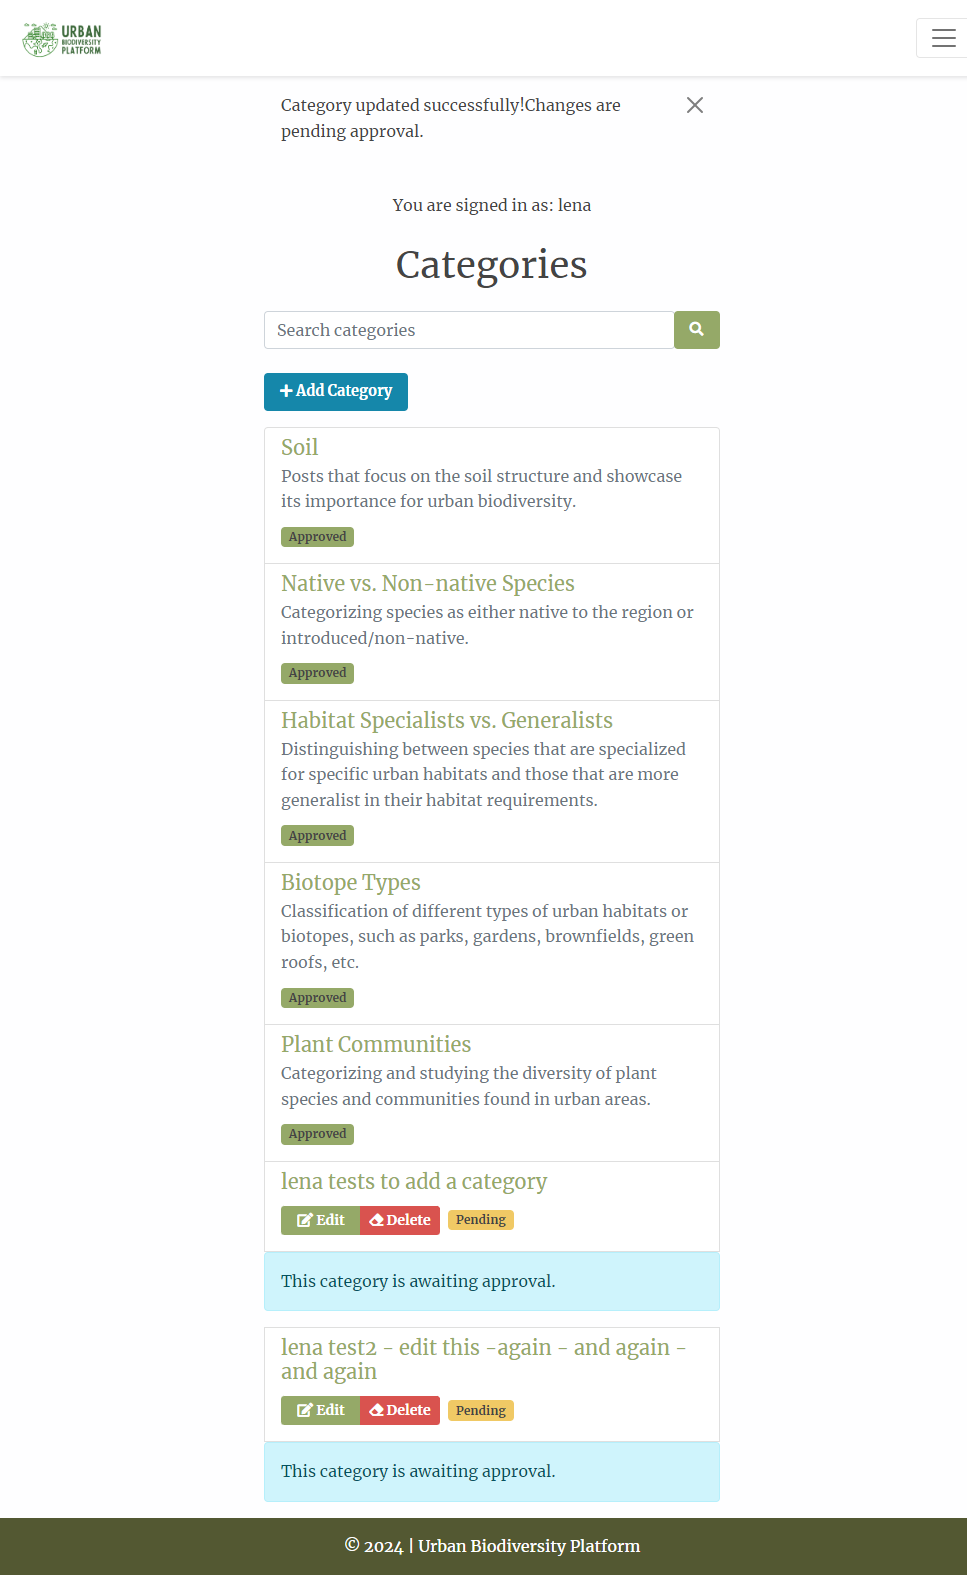 URBAN
BIODIVERSITY
PLATFORM
Category updated successfully!Changes are
pending approval.
You are signed in as: lena
Categories
Search categories
Add Category
Soil
Posts that focus on the soil structure and showcase
its importance for urban biodiversity.
Approved
Native vs. Non-native Species
Categorizing species as either native to the region or
introduced/non-native.
Approved
Habitat Specialists vs. Generalists
Distinguishing between species that are specialized
for specific urban habitats and those that are more
generalist in their habitat requirements.
Approved
Biotope Types
Classification of different types of urban habitats or
biotopes, such as parks, gardens, brownfields, green
roofs, etc.
Approved
Plant Communities
Categorizing and studying the diversity of plant
species and communities found in urban areas.
Approved
lena tests to add a category
Edit Delete Pending
This category is awaiting approval.
lena test2 - edit this -again - and again -
and again
Edit Delete Pending
This category is awaiting approval.
© 2024 | Urban Biodiversity Platform